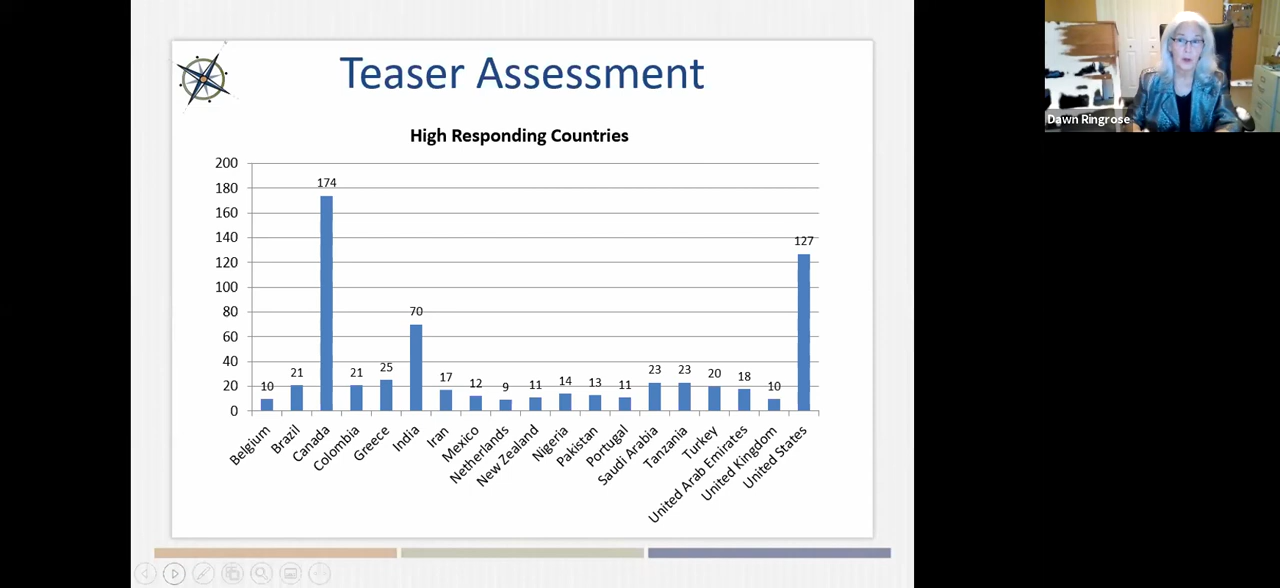 Teaser Assessment
High Responding Countries
200
180
160
140
120
100
80
60
40
20
0
10
21
174
21
25
70
17
12
9
11
14
13
11
23
23
20
18
10
127
Belgium
Brazil
Canada
Colombia
Greece
India
Iran
Mexico
Netherlands
New Zealand
Nigeria
Pakistan
Portugal
Saudi Arabia
Tanzania
Turkey
United Arab Emirates
United Kingdom
United States
Dawn Ringrose